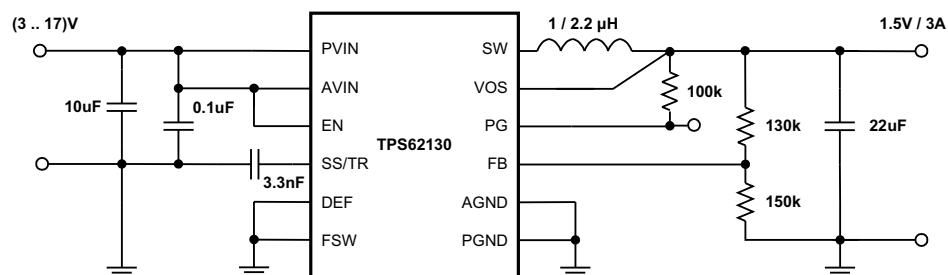 (3 .. 17)V
1 / 2.2 µH
1.5V / 3A
PVIN
SW
AVIN
VOS
10uF
0.1uF
100k
EN
PG
TPS62130
130k
22uF
SS/TR
FB
3.3nF
DEF
AGND
150k
FSW
PGND